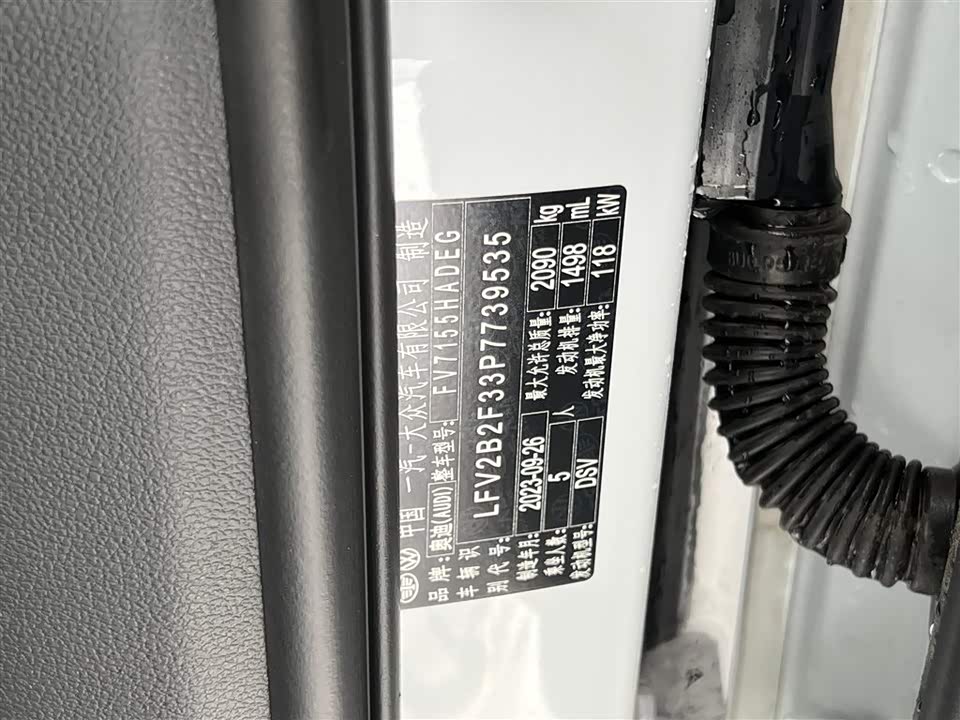 中国 一汽-大众汽车有限公司 制造
品牌: 奥迪(AUDI) 整车型号: FV7155HADEG
车辆识别代号: LFV2B2F33P7739535
制造年月: 2023-09-26 最大允许总质量: 2090 kg
乘坐人数: 5 人 发动机排量: 1498 mL
发动机型号: DSV 发动机最大净功率: 118 kW